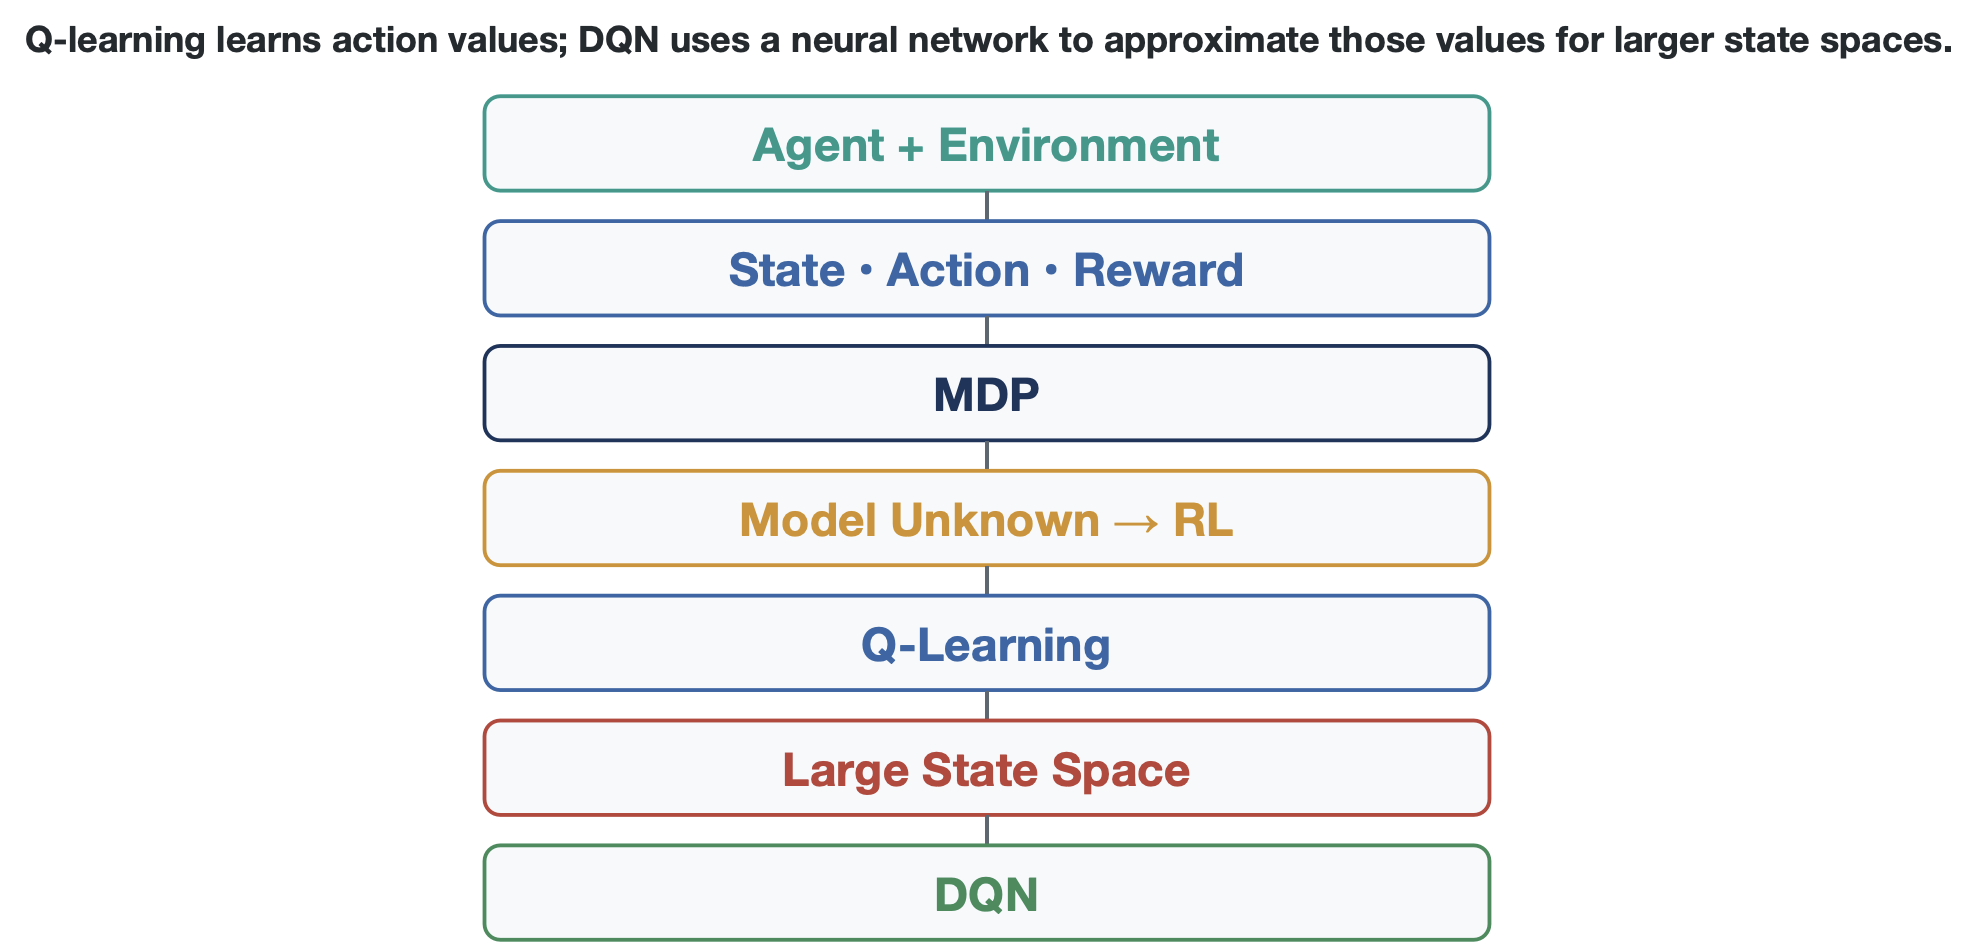 Q-learning learns action values; DQN uses a neural network to approximate those values for larger state spaces.
Agent + Environment
State • Action • Reward
MDP
Model Unknown → RL
Q-Learning
Large State Space
DQN